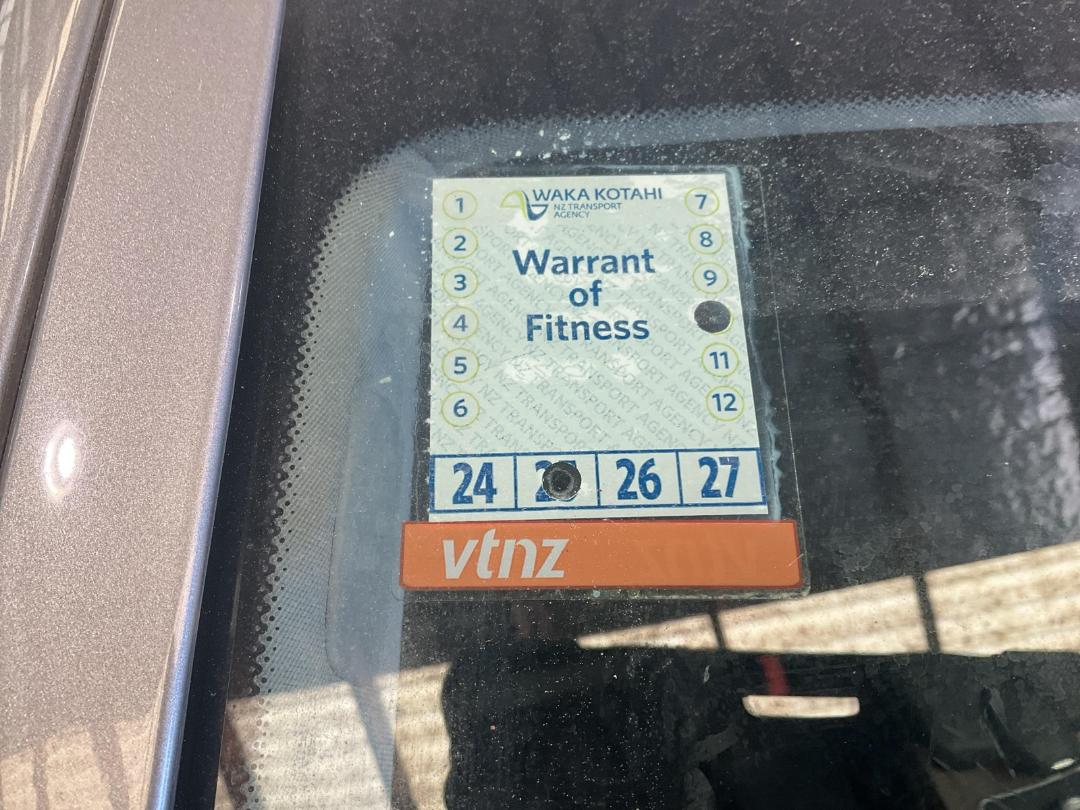 WAKA KOTAHI
NZ TRANSPORT
AGENCY
Warrant
of
Fitness
1
2
3
4
5
6
7
8
9
11
12
24 26 27
vtnz